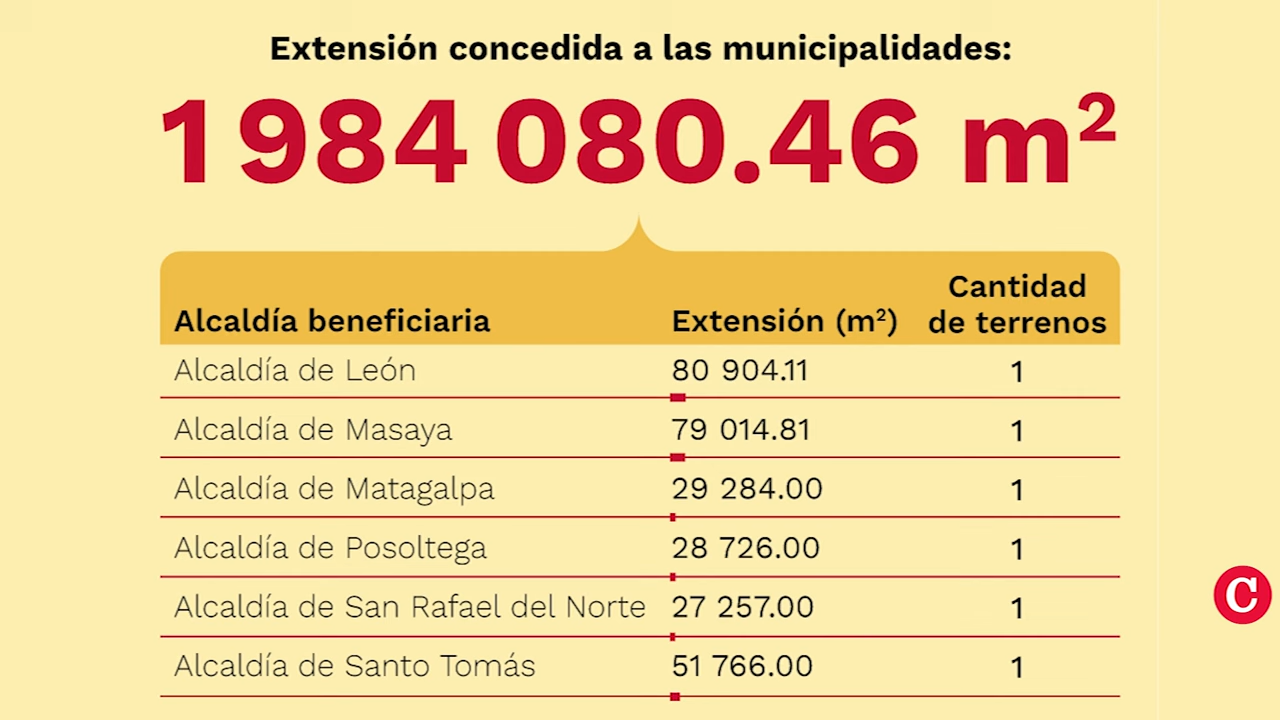 Extensión concedida a las municipalidades:
1 984 080.46 m²
Alcaldía beneficiaria Extensión (m²) Cantidad de terrenos
Alcaldía de León 80 904.11 1
Alcaldía de Masaya 79 014.81 1
Alcaldía de Matagalpa 29 284.00 1
Alcaldía de Posoltega 28 726.00 1
Alcaldía de San Rafael del Norte 27 257.00 1
Alcaldía de Santo Tomás 51 766.00 1
C